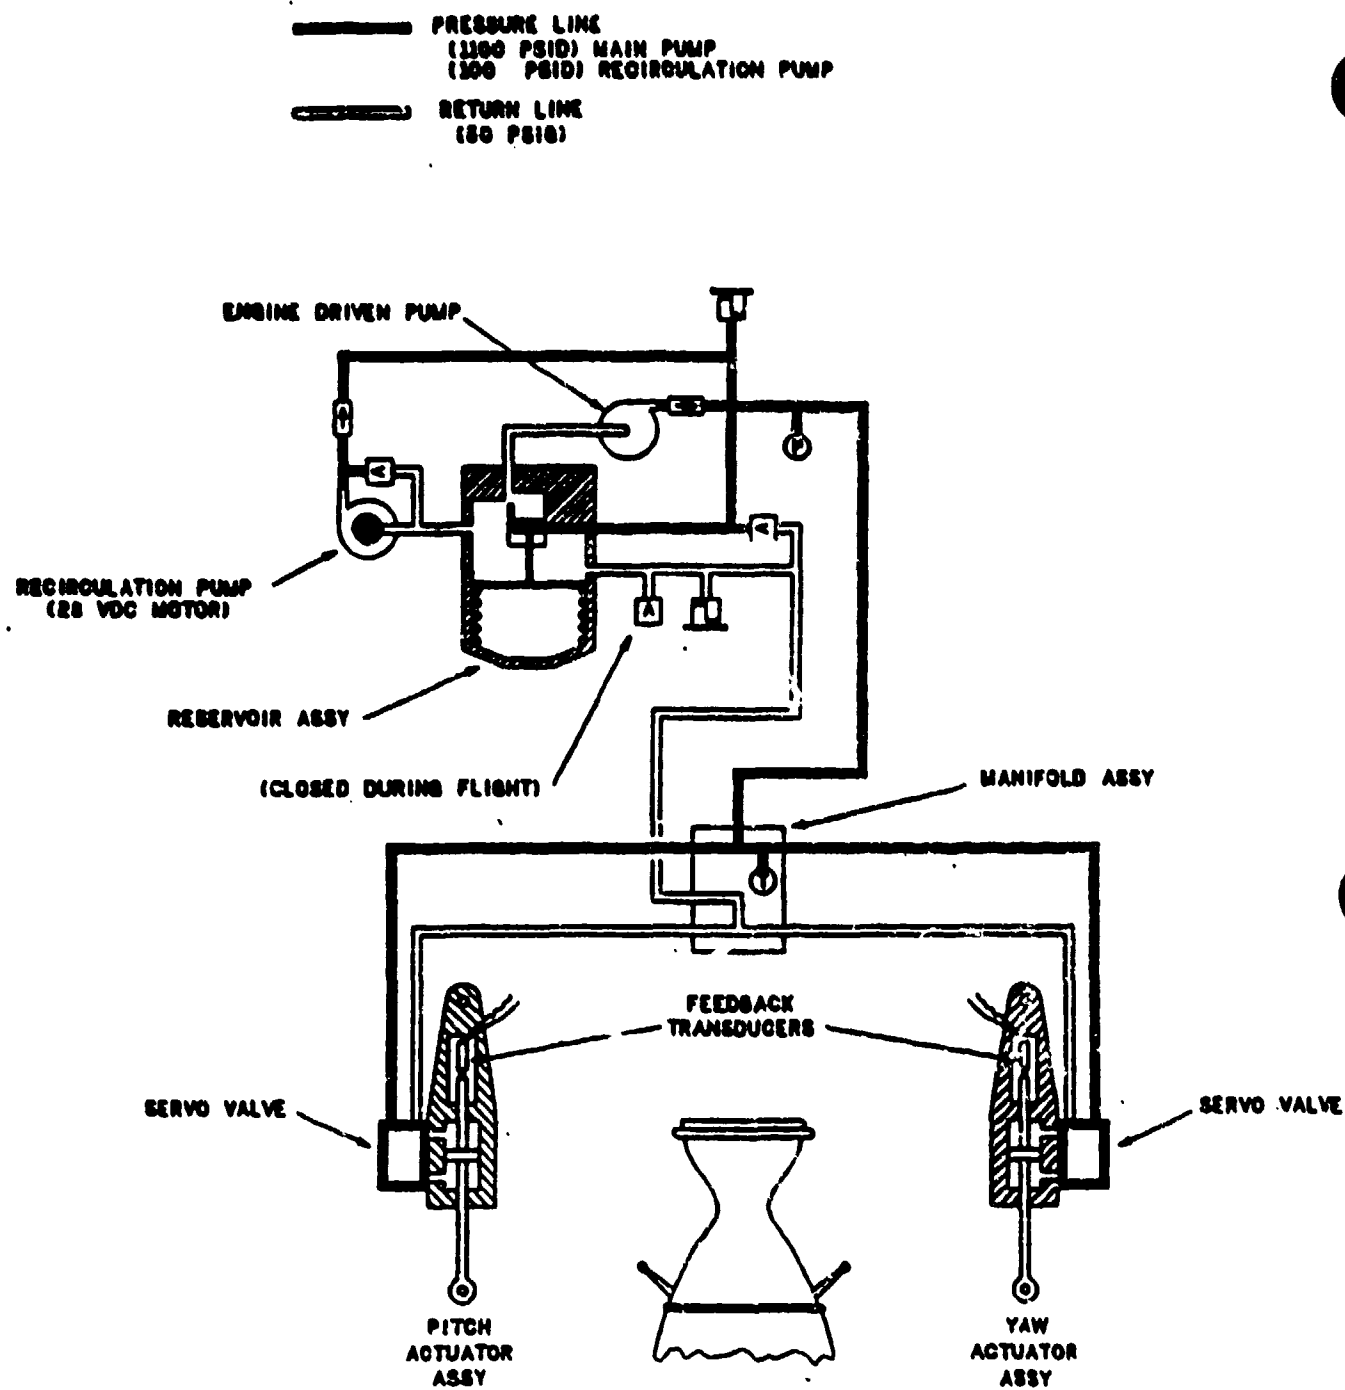 PRESSURE LINE
(1100 PSID) MAIN PUMP
(100 PSID) RECIRCULATION PUMP
RETURN LINE
(50 PSIG)
ENGINE DRIVEN PUMP
P
A
A
RECIRCULATION PUMP
(28 VDC MOTOR)
A
RESERVOIR ASSY
(CLOSED DURING FLIGHT)
MANIFOLD ASSY
T
FEEDBACK
TRANSDUCERS
SERVO VALVE
SERVO VALVE
PITCH
ACTUATOR
ASSY
YAW
ACTUATOR
ASSY